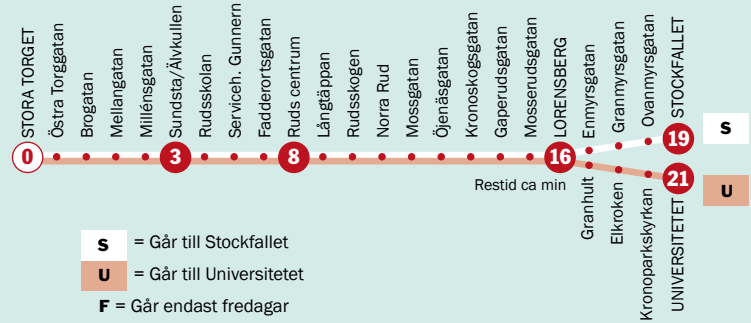 STORA TORGET
Östra Torggatan
Brogatan
Mellangatan
Millénsgatan
Sundsta/Älvkullen
Rudsskolan
Serviceh. Gunnern
Fadderortsgatan
Ruds centrum
Långtäppan
Rudsskogen
Norra Rud
Mossgatan
Öjenäsgatan
Kronoskogsgatan
Gaperudsgatan
Mosserudsgatan
LORENSBERG
Enmyrsgatan
Granmyrsgatan
Ovanmyrsgatan
STOCKFALLET
0
3
8
16
19
S
21
U
Restid ca min
Granhult
Elkroken
Kronoparkskyrkan
UNIVERSITETET
S = Går till Stockfallet
U = Går till Universitetet
F = Går endast fredagar